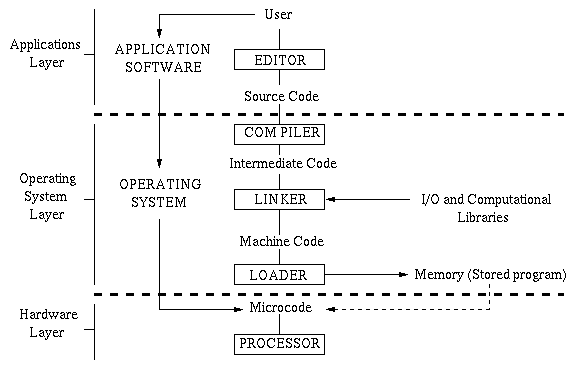 User
Applications
Layer
APPLICATION
SOFTWARE
EDITOR
Source Code
COMPILER
Intermediate Code
Operating
System
Layer
OPERATING
SYSTEM
LINKER
I/O and Computational
Libraries
Machine Code
LOADER
Memory (Stored program)
Hardware
Layer
Microcode
PROCESSOR